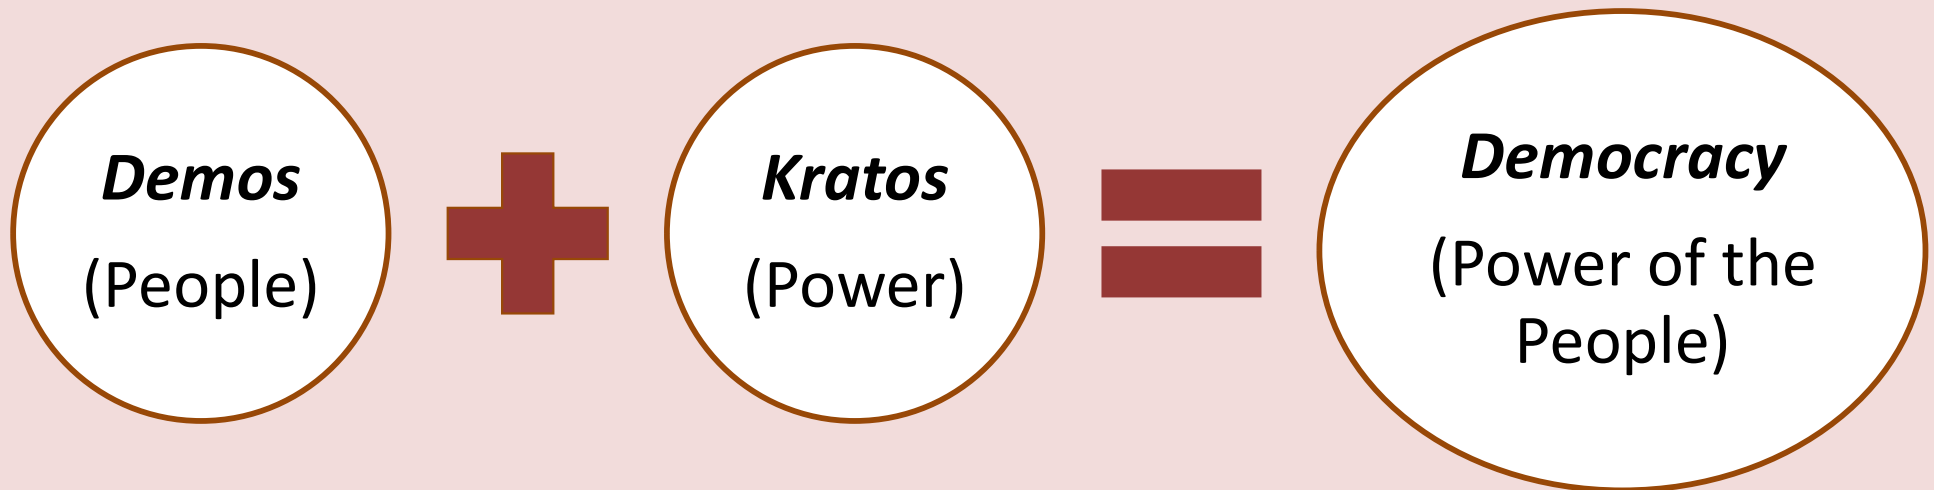 Demos
(People)
Kratos
(Power)
Democracy
(Power of the
People)